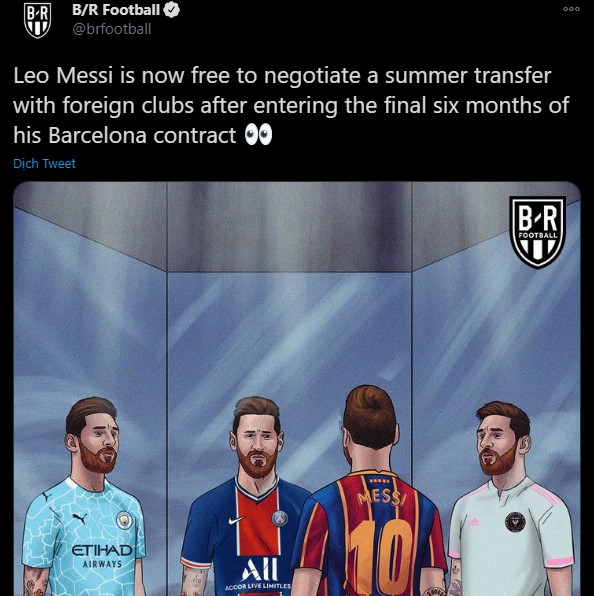 B/R Football
@brfootball
Leo Messi is now free to negotiate a summer transfer
with foreign clubs after entering the final six months of
his Barcelona contract 👀
Dịch Tweet
B/R
FOOTBALL
ETIHAD
AIRWAYS
ALL
ACCOR LIVE LIMITLESS
MESSI
10